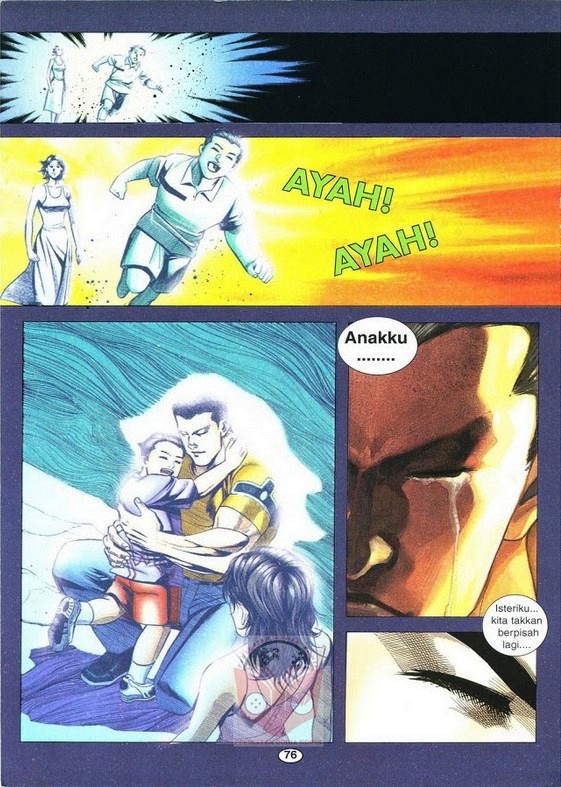 AYAH!
AYAH!
Anakku
........
Isteriku...
kita takkan
berpisah
lagi....
76